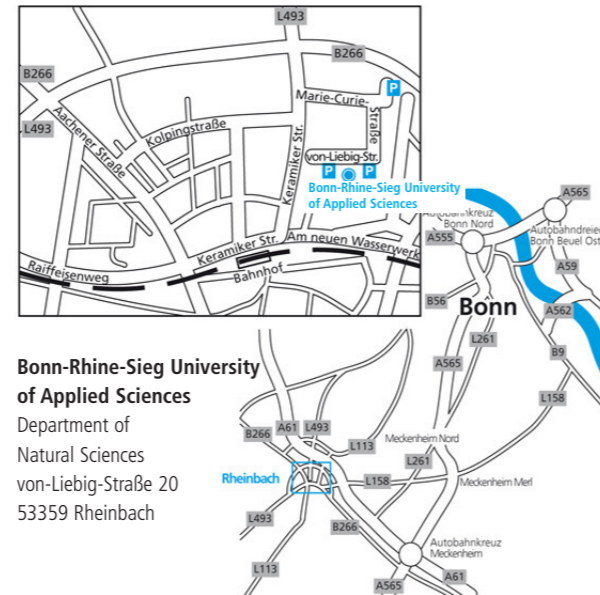 L493
B266
B266
L493
Marie-Curie-
Straße
Aachener Straße
Kolpingstraße
Keramiker Str.
von-Liebig-Str.
P
P
P
Bonn-Rhine-Sieg University
of Applied Sciences
Keramiker Str.
Am neuen Wasserwerk
Raiffeisenweg
Bahnhof
A565
Autobahnkreuz
Bonn Nord
A555
Autobahndreie
Bonn Beuel Ost
A59
B56
Bonn
A562
L261
B9
A565
L158
Bonn-Rhine-Sieg University
of Applied Sciences
Department of
Natural Sciences
von-Liebig-Straße 20
53359 Rheinbach
B266
A61
L493
L113
Meckenheim Nord
L261
Rheinbach
L158
Meckenheim Merl
L493
B266
Autobahnkreuz
Meckenheim
L113
A565
A61